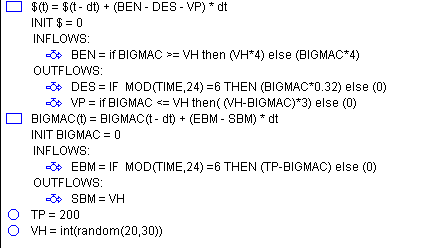 $(t) = $(t - dt) + (BEN - DES - VP) * dt
INIT $ = 0
INFLOWS:
BEN = if BIGMAC >= VH then (VH*4) else (BIGMAC*4)
OUTFLOWS:
DES = IF MOD(TIME,24) =6 THEN (BIGMAC*0.32) else (0)
VP = if BIGMAC <= VH then( (VH-BIGMAC)*3) else (0)
BIGMAC(t) = BIGMAC(t - dt) + (EBM - SBM) * dt
INIT BIGMAC = 0
INFLOWS:
EBM = IF MOD(TIME,24) =6 THEN (TP-BIGMAC) else (0)
OUTFLOWS:
SBM = VH
TP = 200
VH = int(random(20,30))